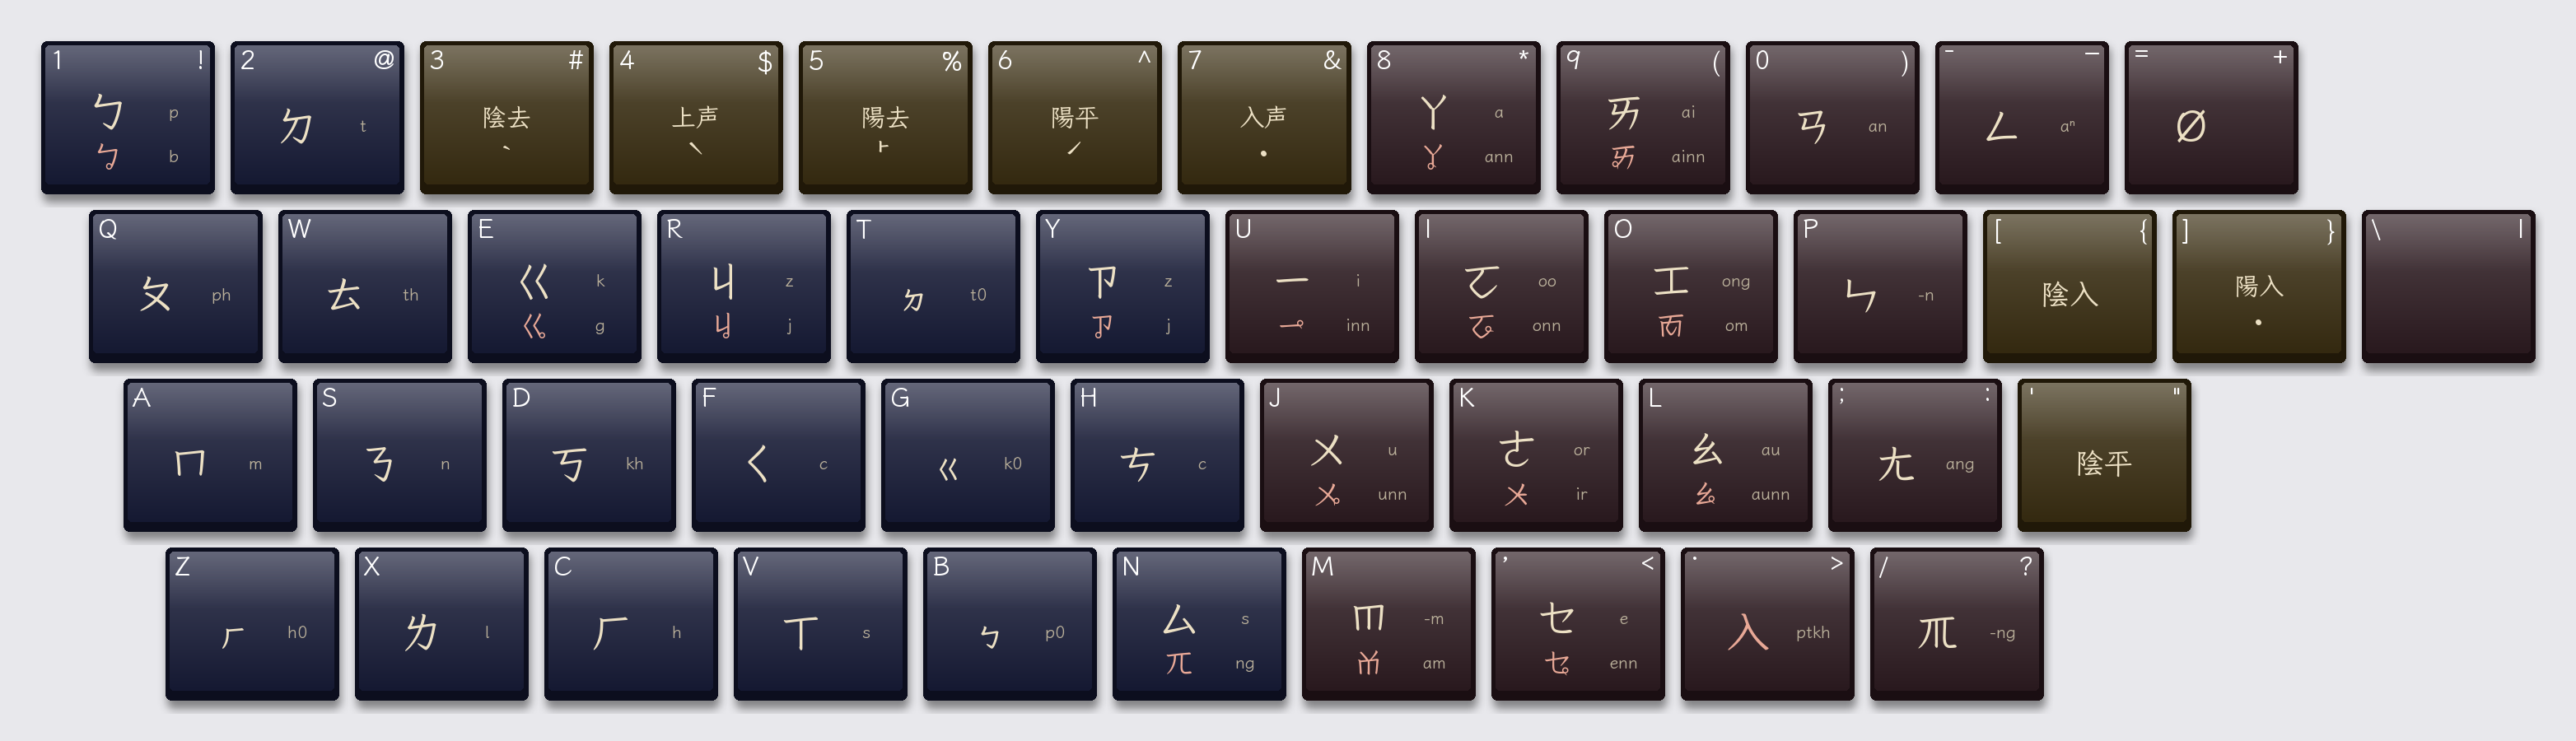 1 ! 2 @ 3 # 4 $ 5 % 6 ^ 7 & 8 * 9 ( 0 ) - _ = +
ㄅ p ㄉ t 陰去 ˋ 上声 ˋ 陽去 ㆵ 陽平 ˊ 入声 • ㄚ a ㄞ ai ㄢ an ㄥ aⁿ Ø
ㆠ b ㆩ ann ㆮ ainn
Q W E R T Y U I O P [ { ] } \ |
ㄆ ph ㄊ th ㄍ k ㄐ z ㆵ t0 ㄗ z ㄧ i ㆦ oo ㆲ ong ㄣ -n 陰入 陽入 •
ㆣ g ㆢ j ㆡ j ㆪ inn ㆧ onn ㆱ om
A S D F G H J K L ; : ' "
ㄇ m ㄋ n ㄎ kh ㄑ c ㆶ k0 ㄘ c ㄨ u ㄜ or ㄠ au ㄤ ang 陰平
ㆫ unn ㆨ ir ㆯ aunn
Z X C V B N M , < . > / ?
ㆷ h0 ㄌ l ㄏ h ㄒ s ㆴ p0 ㄙ s ㆬ -m ㆤ e 入 ptkh ㆭ -ng
ㄫ ng ㆰ am ㆥ enn